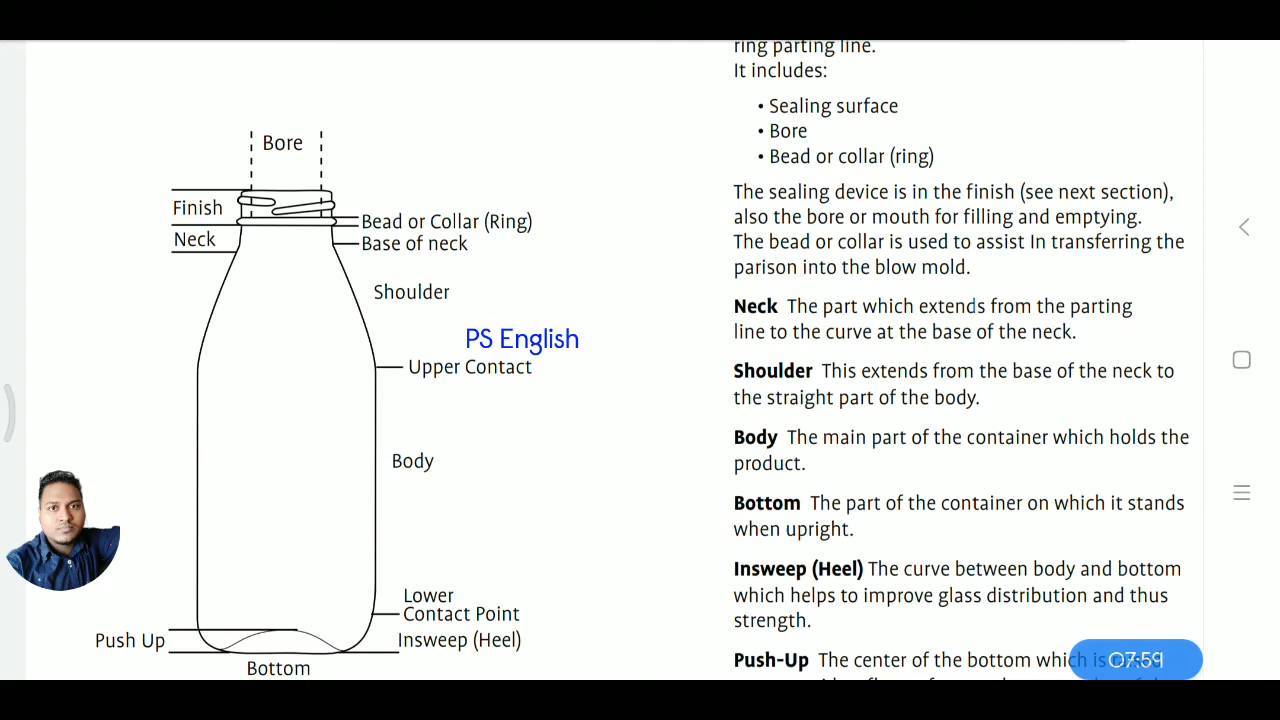 Bore
Finish
Bead or Collar (Ring)
Neck
Base of neck
Shoulder
PS English
Upper Contact
Body
Lower
Contact Point
Push Up
Insweep (Heel)
Bottom
ring parting line.
It includes:
• Sealing surface
• Bore
• Bead or collar (ring)
The sealing device is in the finish (see next section),
also the bore or mouth for filling and emptying.
The bead or collar is used to assist In transferring the
parison into the blow mold.
Neck The part which extends from the parting
line to the curve at the base of the neck.
Shoulder This extends from the base of the neck to
the straight part of the body.
Body The main part of the container which holds the
product.
Bottom The part of the container on which it stands
when upright.
Insweep (Heel) The curve between body and bottom
which helps to improve glass distribution and thus
strength.
Push-Up The center of the bottom which is
07:59